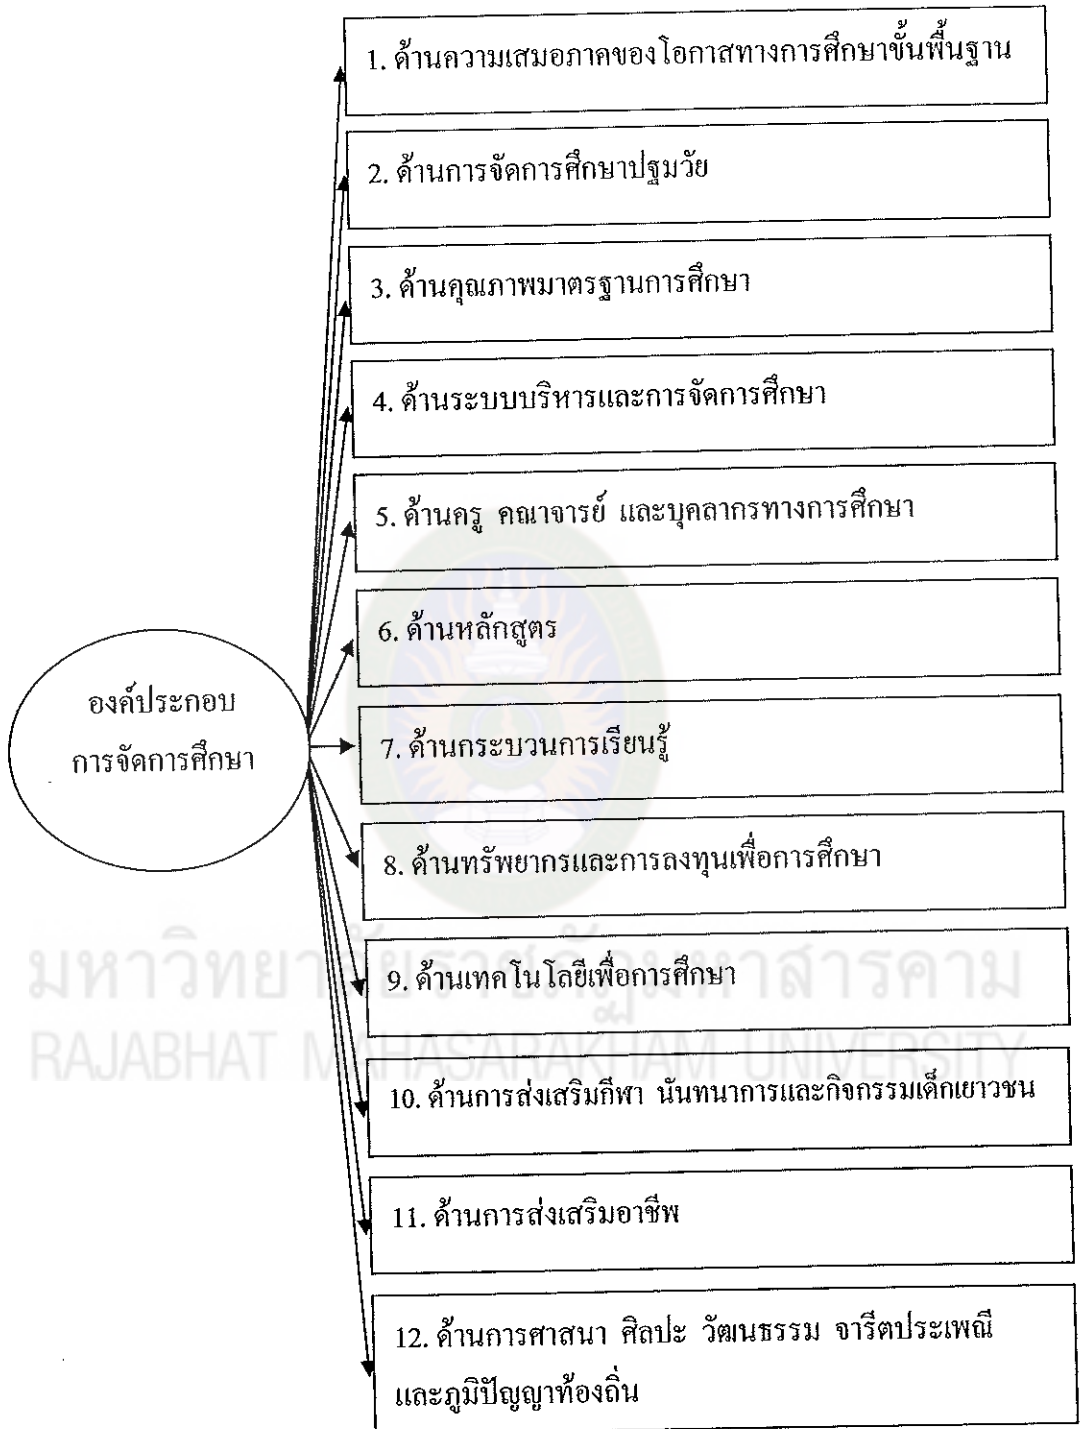 1. ด้านความเสมอภาคของโอกาสทางการศึกษาขั้นพื้นฐาน
2. ด้านการจัดการศึกษาปฐมวัย
3. ด้านคุณภาพมาตรฐานการศึกษา
4. ด้านระบบบริหารและการจัดการศึกษา
5. ด้านครู คณาจารย์ และบุคลากรทางการศึกษา
6. ด้านหลักสูตร
องค์ประกอบ
การจัดการศึกษา
7. ด้านกระบวนการเรียนรู้
8. ด้านทรัพยากรและการลงทุนเพื่อการศึกษา
9. ด้านเทคโนโลยีเพื่อการศึกษา
มหาวิทยาลัยราชภัฏมหาสารคาม
RAJABHAT MAHASARAKHAM UNIVERSITY
10. ด้านการส่งเสริมกีฬา นันทนาการและกิจกรรมเด็กเยาวชน
11. ด้านการส่งเสริมอาชีพ
12. ด้านการศาสนา ศิลปะ วัฒนธรรม จารีตประเพณี
และภูมิปัญญาท้องถิ่น